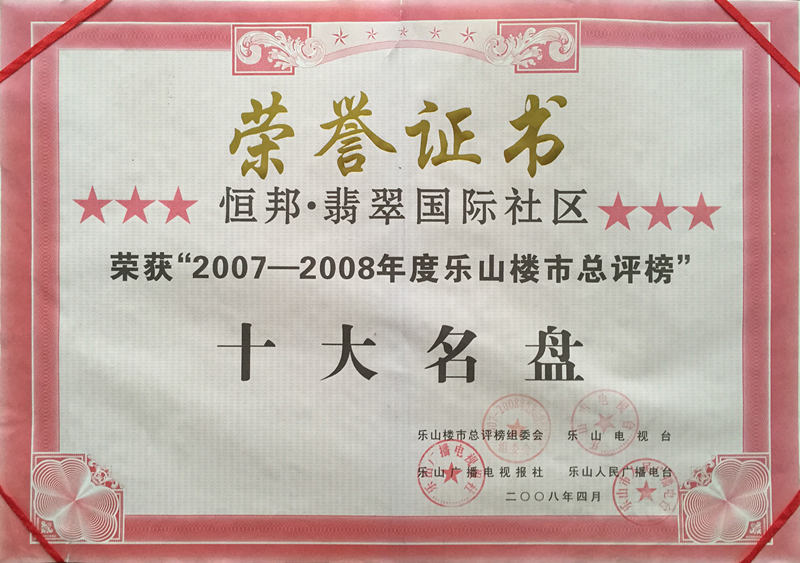 荣誉证书
恒邦·翡翠国际社区
荣获“2007—2008年度乐山楼市总评榜”
十大名盘
乐山楼市总评榜组委会 乐山电视台
乐山广播电视报社 乐山人民广播电台
二〇〇八年四月